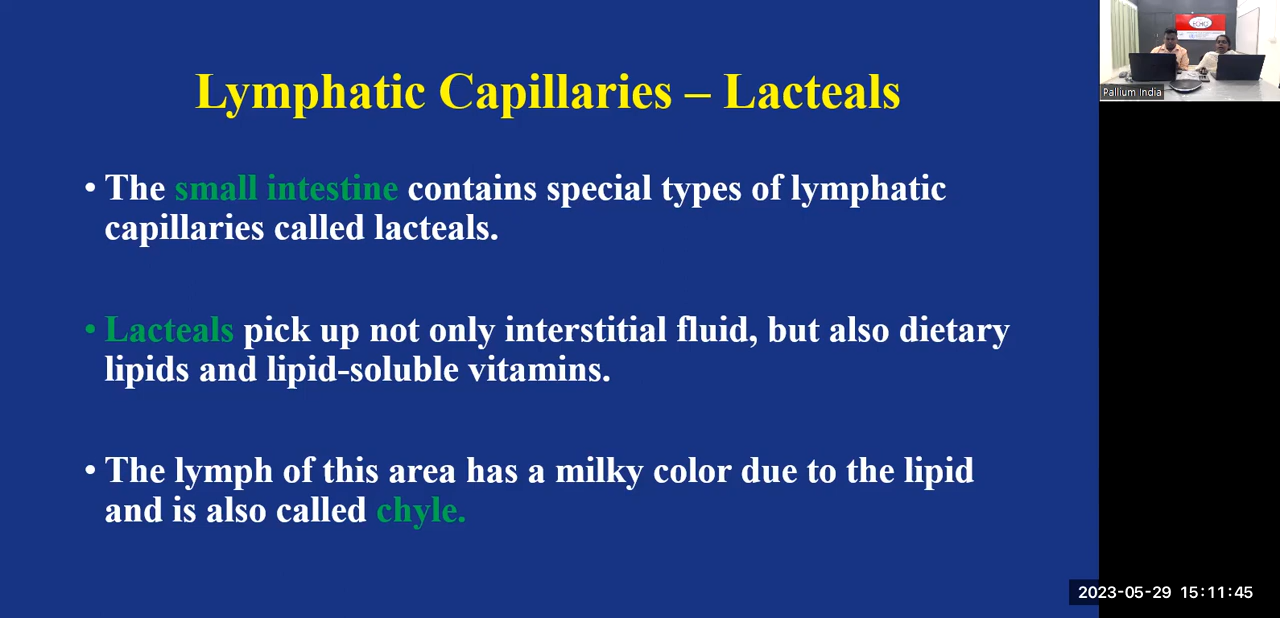 Lymphatic Capillaries – Lacteals
• The small intestine contains special types of lymphatic
capillaries called lacteals.
• Lacteals pick up not only interstitial fluid, but also dietary
lipids and lipid-soluble vitamins.
• The lymph of this area has a milky color due to the lipid
and is also called chyle.
Pallium India
2023-05-29 15:11:45